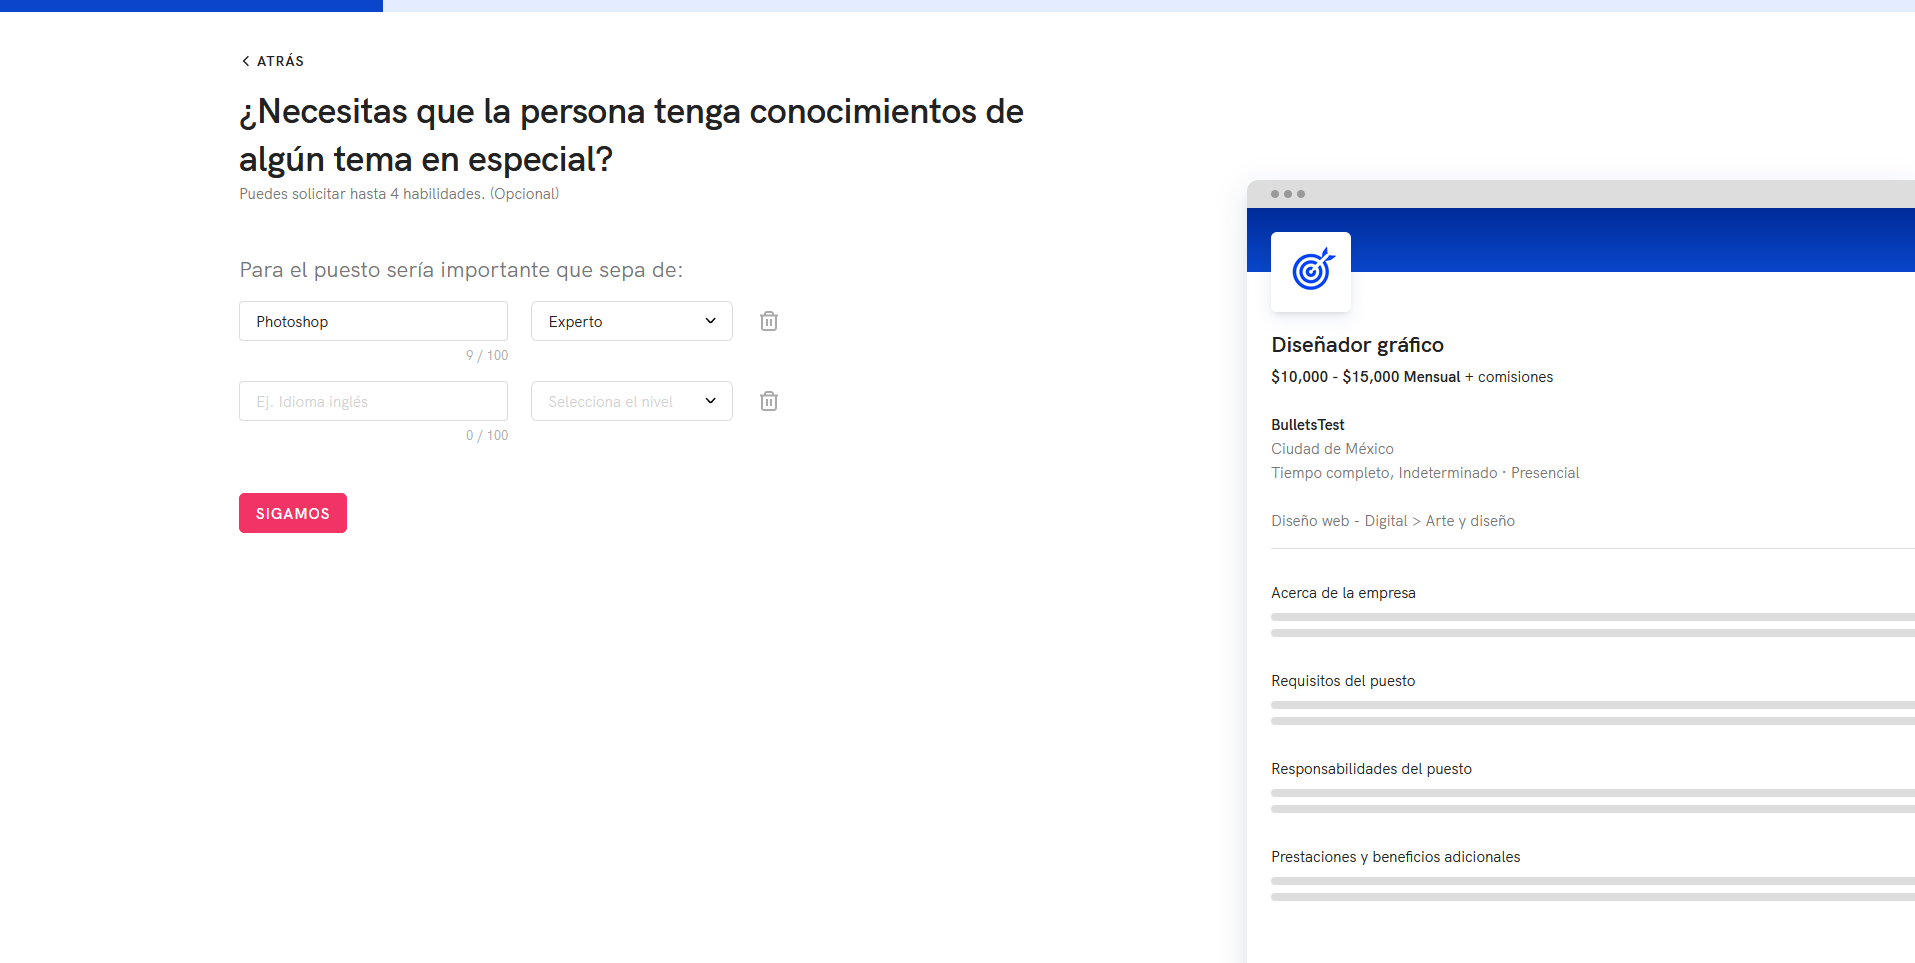 ATRÁS
¿Necesitas que la persona tenga conocimientos de
algún tema en especial?
Puedes solicitar hasta 4 habilidades. (Opcional)
Para el puesto sería importante que sepa de:
Photoshop
Experto
9 / 100
Ej. Idioma inglés
Selecciona el nivel
0 / 100
SIGAMOS
Diseñador gráfico
$10,000 - $15,000 Mensual + comisiones
BulletsTest
Ciudad de México
Tiempo completo, Indeterminado · Presencial
Diseño web - Digital > Arte y diseño
Acerca de la empresa
Requisitos del puesto
Responsabilidades del puesto
Prestaciones y beneficios adicionales